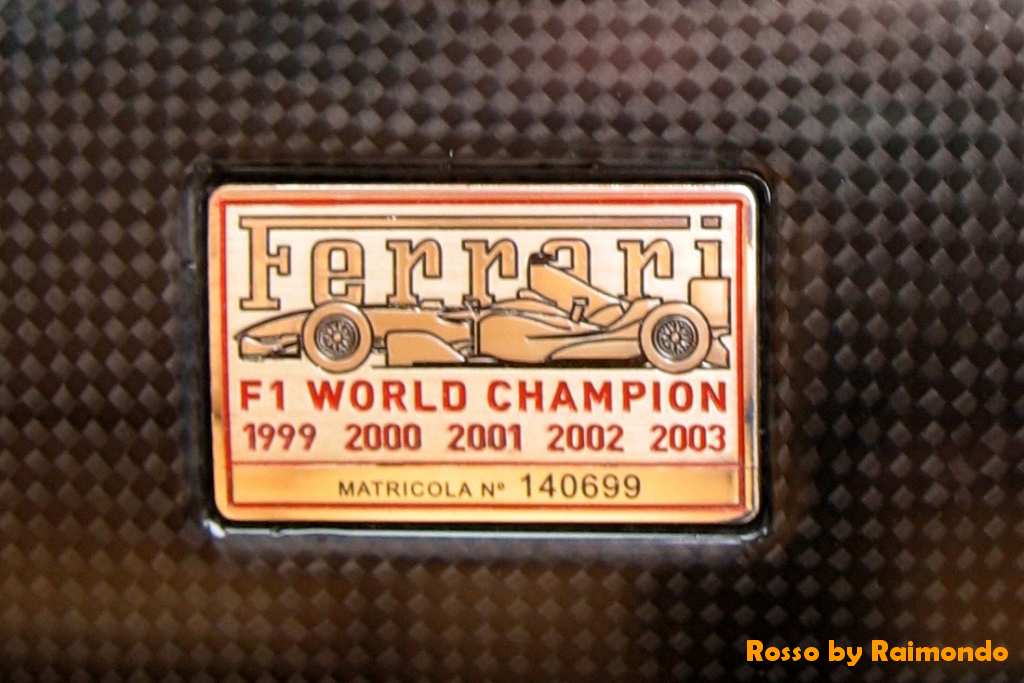 Ferrari
F1 WORLD CHAMPION
1999 2000 2001 2002 2003
MATRICOLA Nº 140699
Rosso by Raimondo